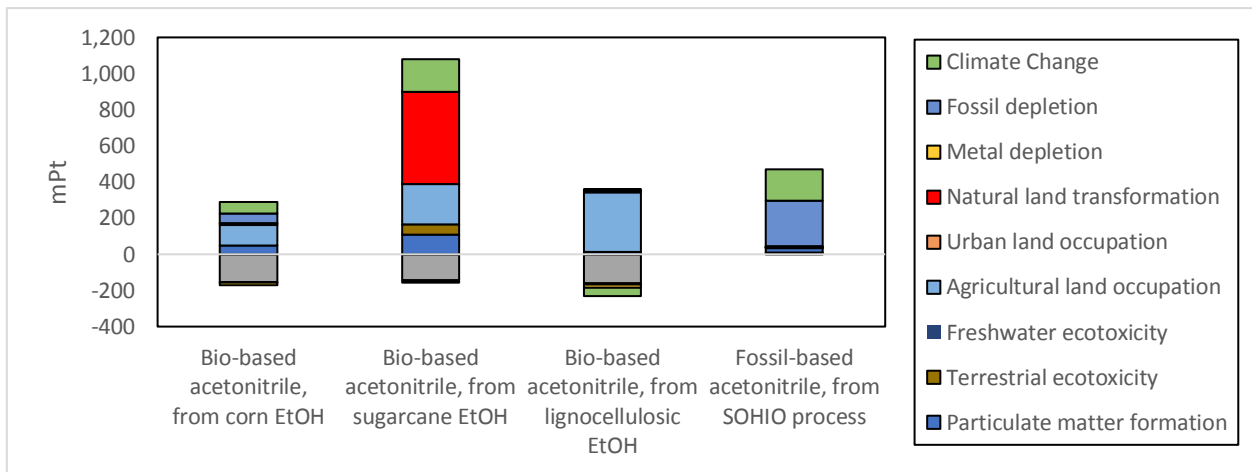 1,200
1,000
800
600
400
200
0
-200
-400
mPt
Bio-based
acetonitrile,
from corn EtOH
Bio-based
acetonitrile, from
sugarcane EtOH
Bio-based
acetonitrile, from
lignocellulosic
EtOH
Fossil-based
acetonitrile, from
SOHIO process
Climate Change
Fossil depletion
Metal depletion
Natural land transformation
Urban land occupation
Agricultural land occupation
Freshwater ecotoxicity
Terrestrial ecotoxicity
Particulate matter formation